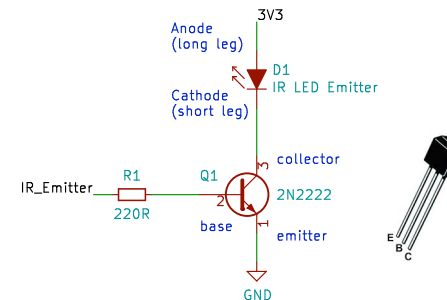 3V3
Anode
(long leg)
D1
IR LED Emitter
Cathode
(short leg)
3
collector
R1
Q1
IR_Emitter
2
2N2222
220R
base
1
emitter
E
B
C
GND